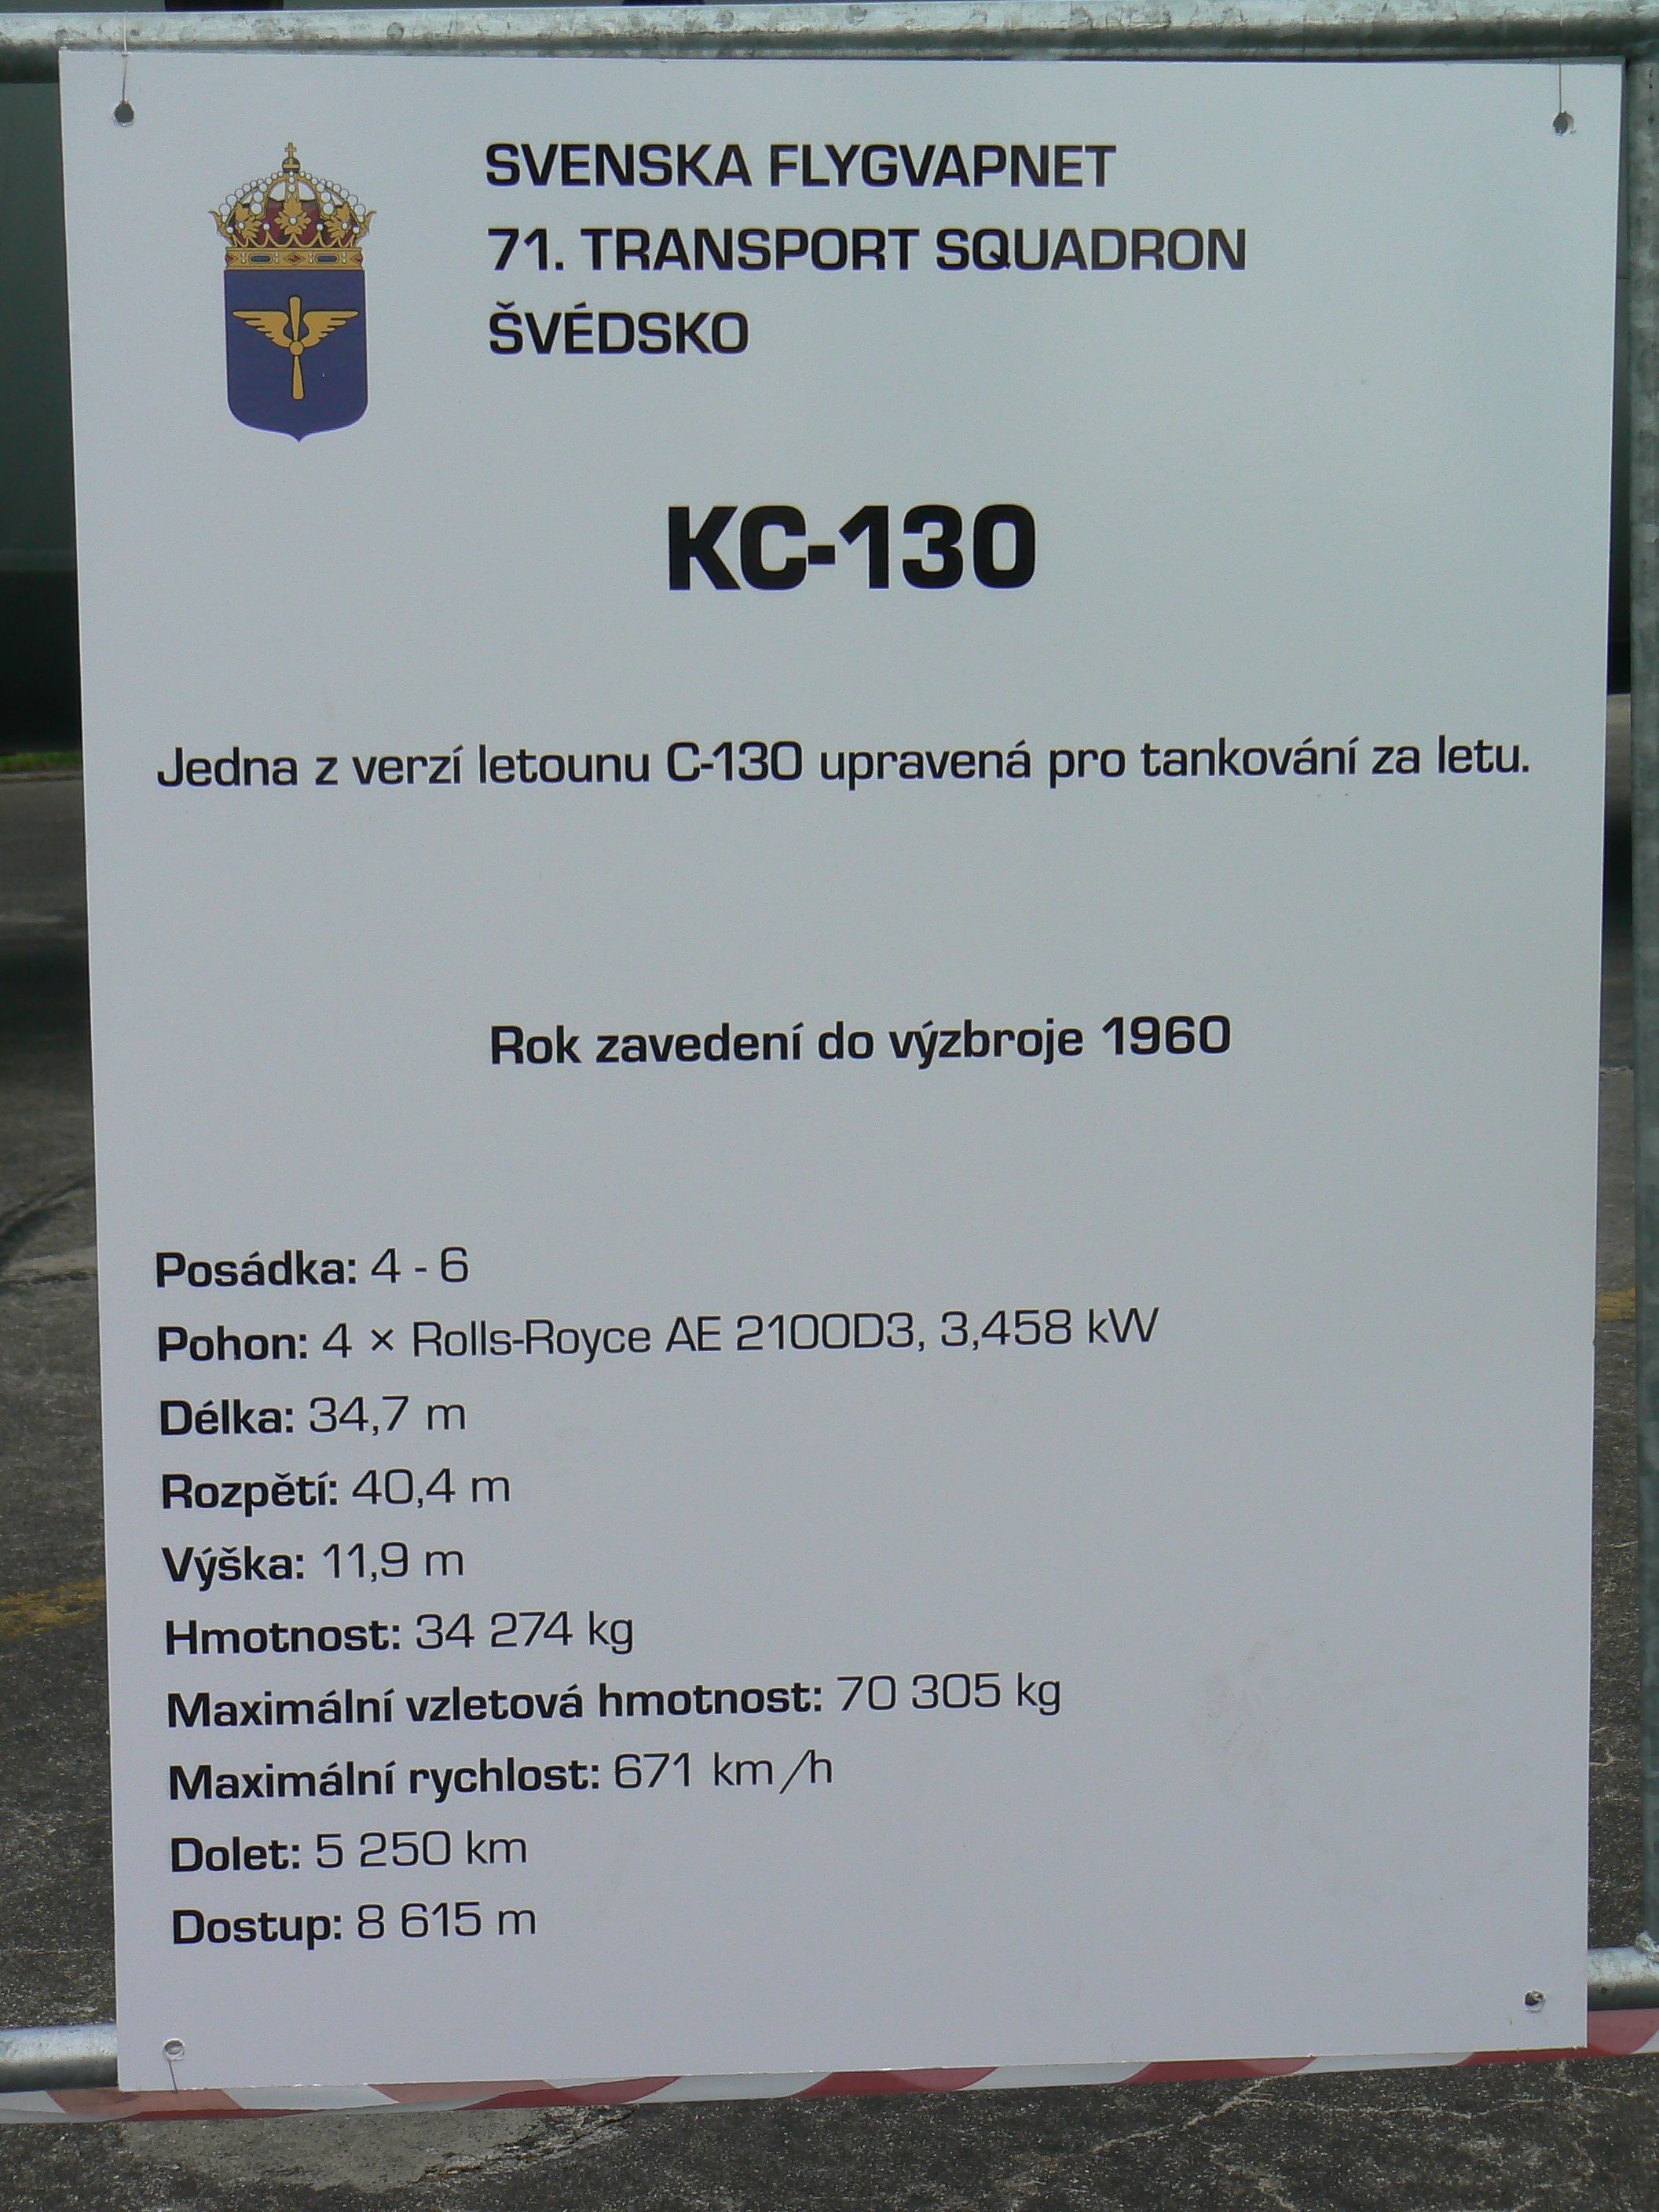 SVENSKA FLYGVAPNET
71. TRANSPORT SQUADRON
ŠVÉDSKO
KC-130
Jedna z verzí letounu C-130 upravená pro tankování za letu.
Rok zavedení do výzbroje 1960
Posádka: 4 - 6
Pohon: 4 × Rolls-Royce AE 2100D3, 3,458 kW
Délka: 34,7 m
Rozpětí: 40,4 m
Výška: 11,9 m
Hmotnost: 34 274 kg
Maximální vzletová hmotnost: 70 305 kg
Maximální rychlost: 671 km/h
Dolet: 5 250 km
Dostup: 8 615 m